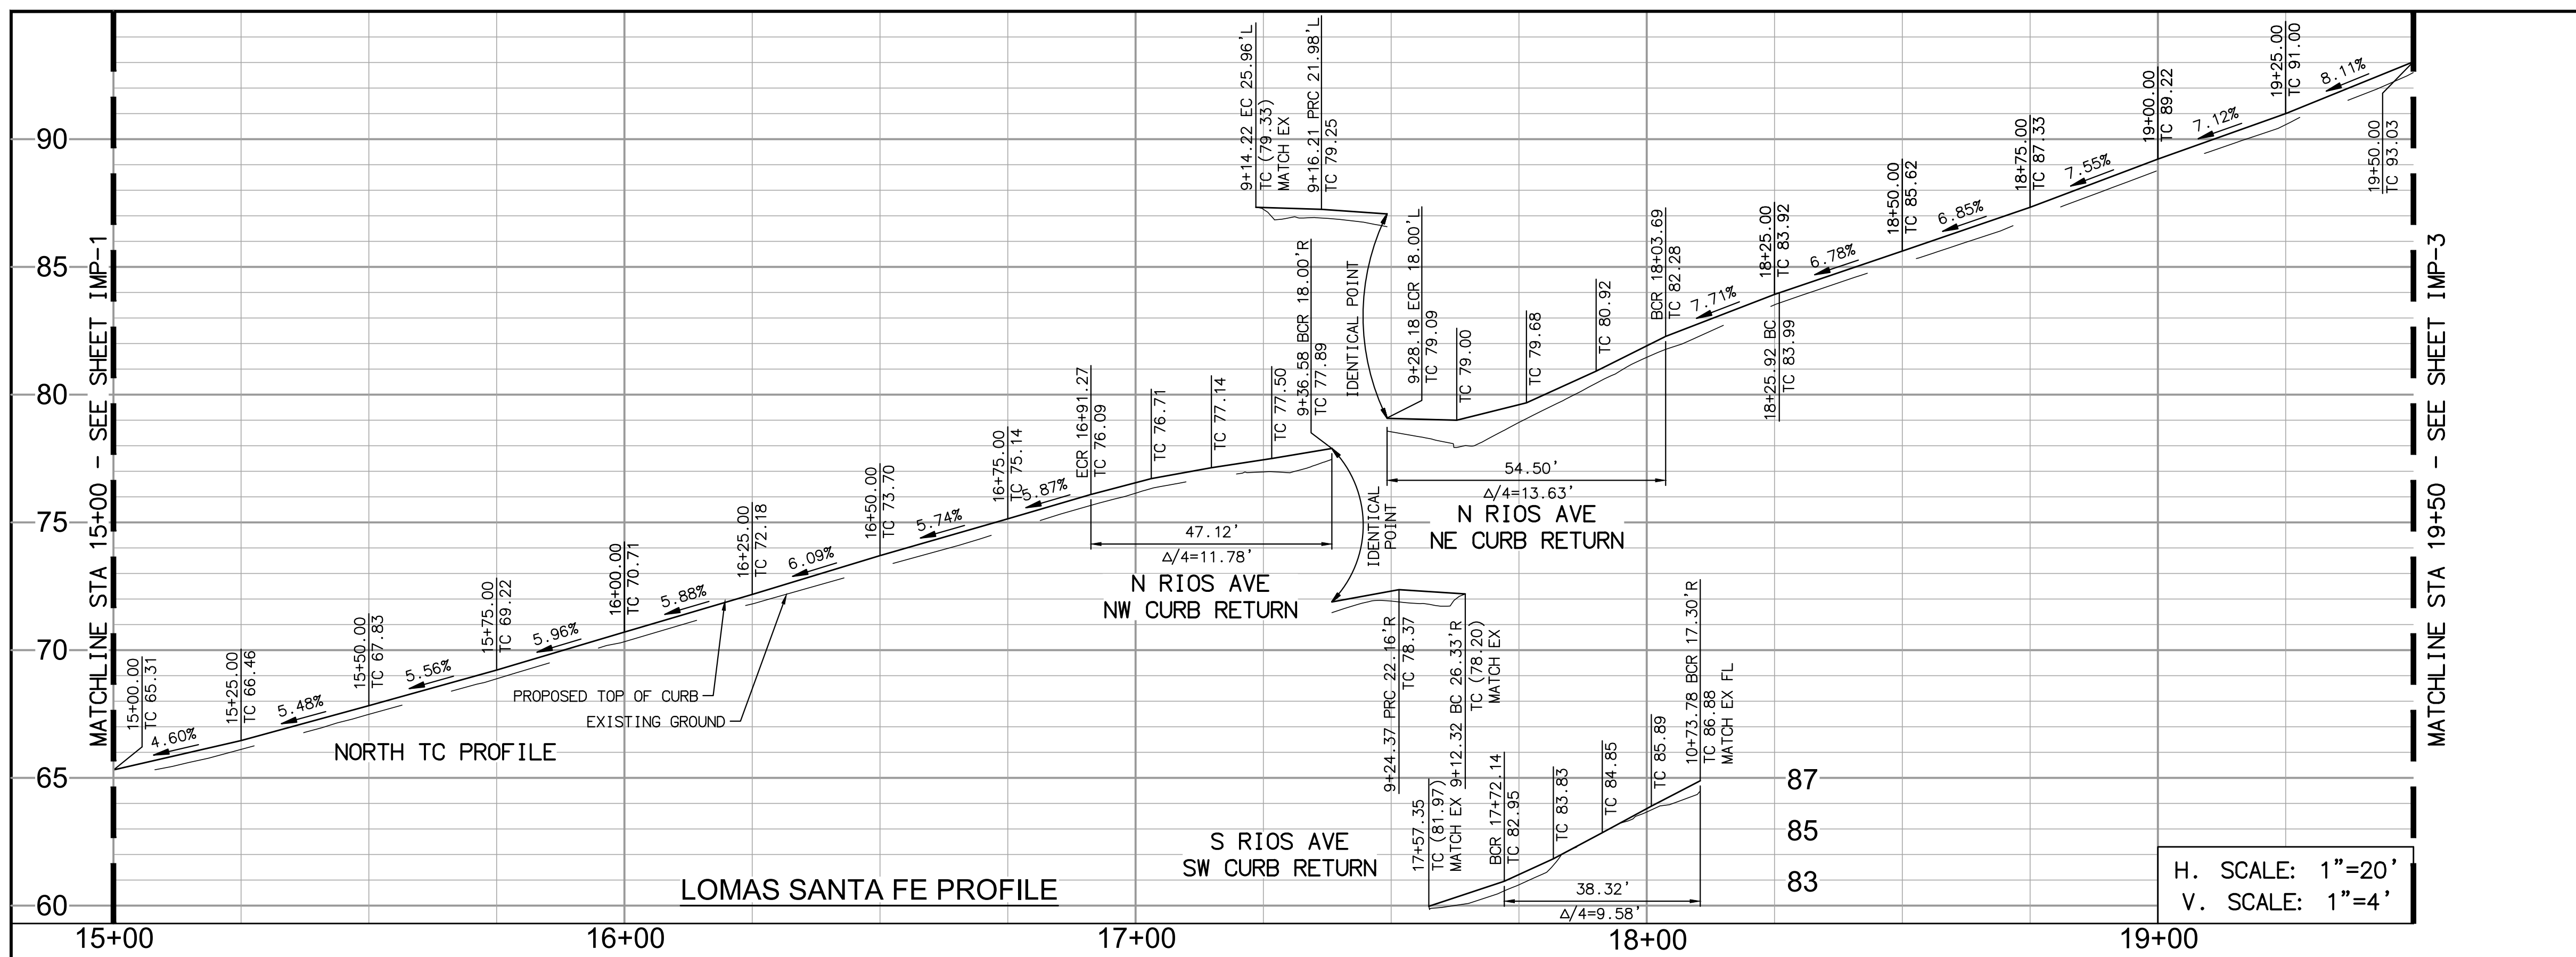 MATCHLINE STA 15+00 - SEE SHEET IMP-1
90
85
80
75
70
65
60
15+00.00
TC 65.31
4.60%
15+25.00
TC 66.46
5.48%
15+50.00
TC 67.83
5.56%
15+75.00
TC 69.22
5.96%
16+00.00
TC 70.71
5.88%
16+25.00
TC 72.18
6.09%
16+50.00
TC 73.70
5.74%
16+75.00
TC 75.14
5.87%
ECR 16+91.27
TC 76.09
TC 76.71
TC 77.14
TC 77.50
9+36.58 BCR 18.00'R
TC 77.89
47.12'
Δ/4=11.78'
N RIOS AVE
NW CURB RETURN
PROPOSED TOP OF CURB
EXISTING GROUND
NORTH TC PROFILE
9+14.22 EC 25.96'L
TC (79.33)
MATCH EX
9+16.21 PRC 21.98'L
TC 79.25
IDENTICAL POINT
9+28.18 ECR 18.00'L
TC 79.09
TC 79.00
TC 79.68
TC 80.92
BCR 18+03.69
TC 82.28
54.50'
Δ/4=13.63'
N RIOS AVE
NE CURB RETURN
IDENTICAL
POINT
9+24.37 PRC 22.16'R
TC 78.37
9+12.32 BC 26.33'R
TC (78.20)
MATCH EX
7.71%
18+25.00
TC 83.92
18+25.92 BC
TC 83.99
6.78%
18+50.00
TC 85.62
6.85%
18+75.00
TC 87.33
7.55%
19+00.00
TC 89.22
7.12%
19+25.00
TC 91.00
8.11%
19+50.00
TC 93.03
MATCHLINE STA 19+50 - SEE SHEET IMP-3
17+57.35
TC (81.97)
MATCH EX
BCR 17+72.14
TC 82.95
TC 83.83
TC 84.85
TC 85.89
10+73.78 BCR 17.30'R
TC 86.88
MATCH EX FL
38.32'
Δ/4=9.58'
S RIOS AVE
SW CURB RETURN
87
85
83
LOMAS SANTA FE PROFILE
H. SCALE: 1"=20'
V. SCALE: 1"=4'
15+00
16+00
17+00
18+00
19+00